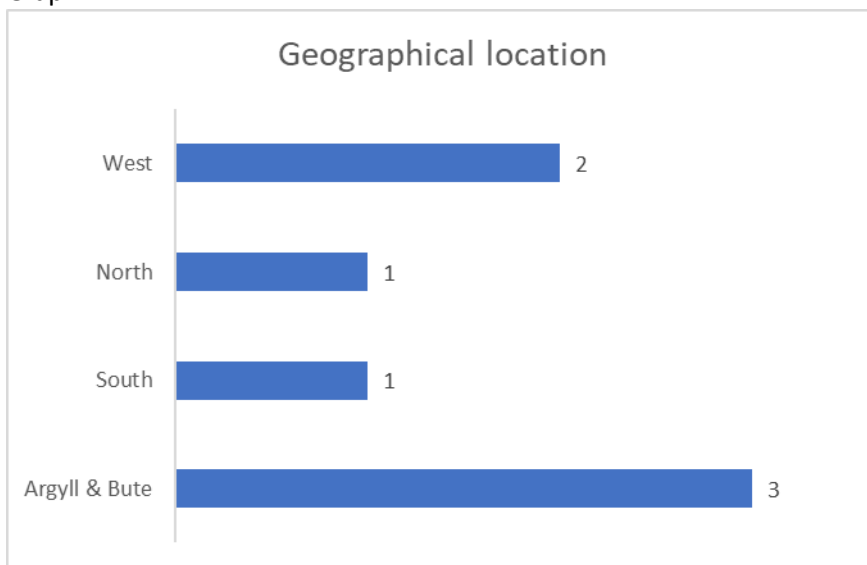 Geographical location
West 2
North 1
South 1
Argyll & Bute 3